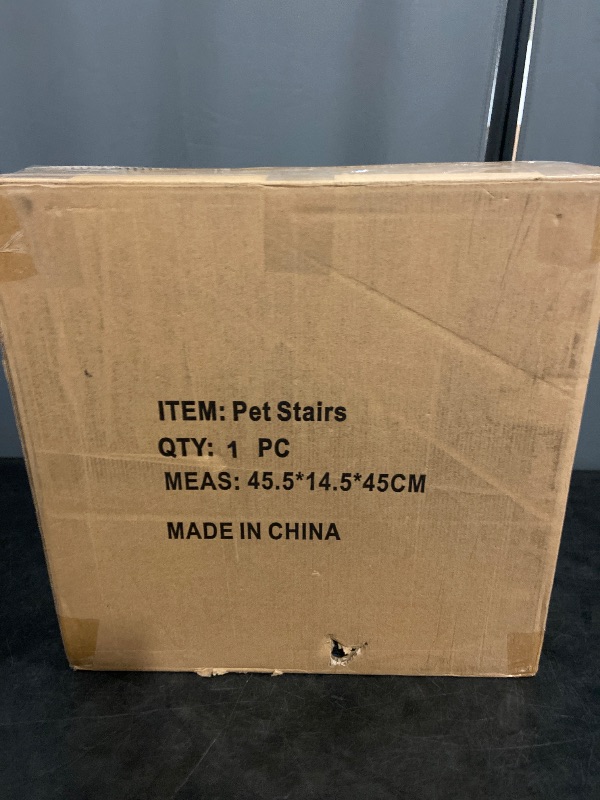 ITEM: Pet Stairs
QTY: 1 PC
MEAS: 45.5*14.5*45CM
MADE IN CHINA